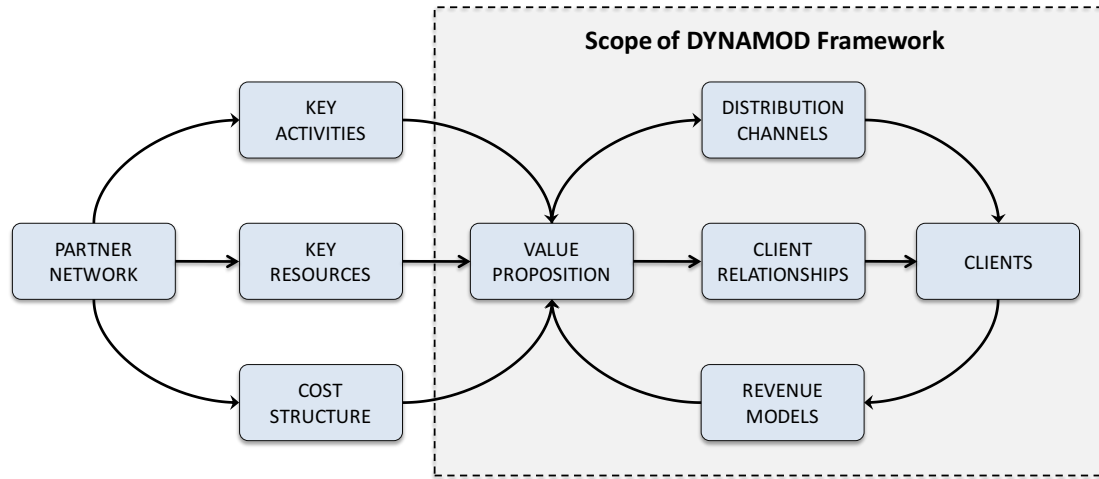 Scope of DYNAMOD Framework
KEY
ACTIVITIES
DISTRIBUTION
CHANNELS
PARTNER
NETWORK
KEY
RESOURCES
VALUE
PROPOSITION
CLIENT
RELATIONSHIPS
CLIENTS
COST
STRUCTURE
REVENUE
MODELS